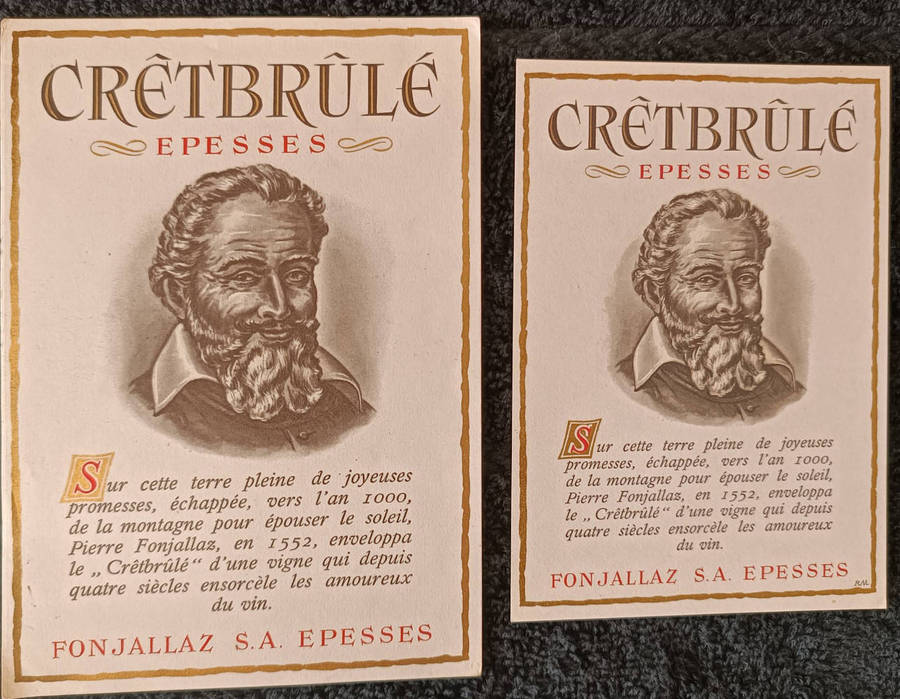 CRÊTBRÛLÉ
EPESSES
Sur cette terre pleine de joyeuses
promesses, échappée, vers l'an 1000,
de la montagne pour épouser le soleil,
Pierre Fonjallaz, en 1552, enveloppa
le „ Crêtbrûlé “ d'une vigne qui depuis
quatre siècles ensorcèle les amoureux
du vin.
FONJALLAZ S.A. EPESSES
CRÊTBRÛLÉ
EPESSES
Sur cette terre pleine de joyeuses
promesses, échappée, vers l'an 1000,
de la montagne pour épouser le soleil,
Pierre Fonjallaz, en 1552, enveloppa
le „ Crêtbrûlé “ d'une vigne qui depuis
quatre siècles ensorcèle les amoureux
du vin.
FONJALLAZ S.A. EPESSES